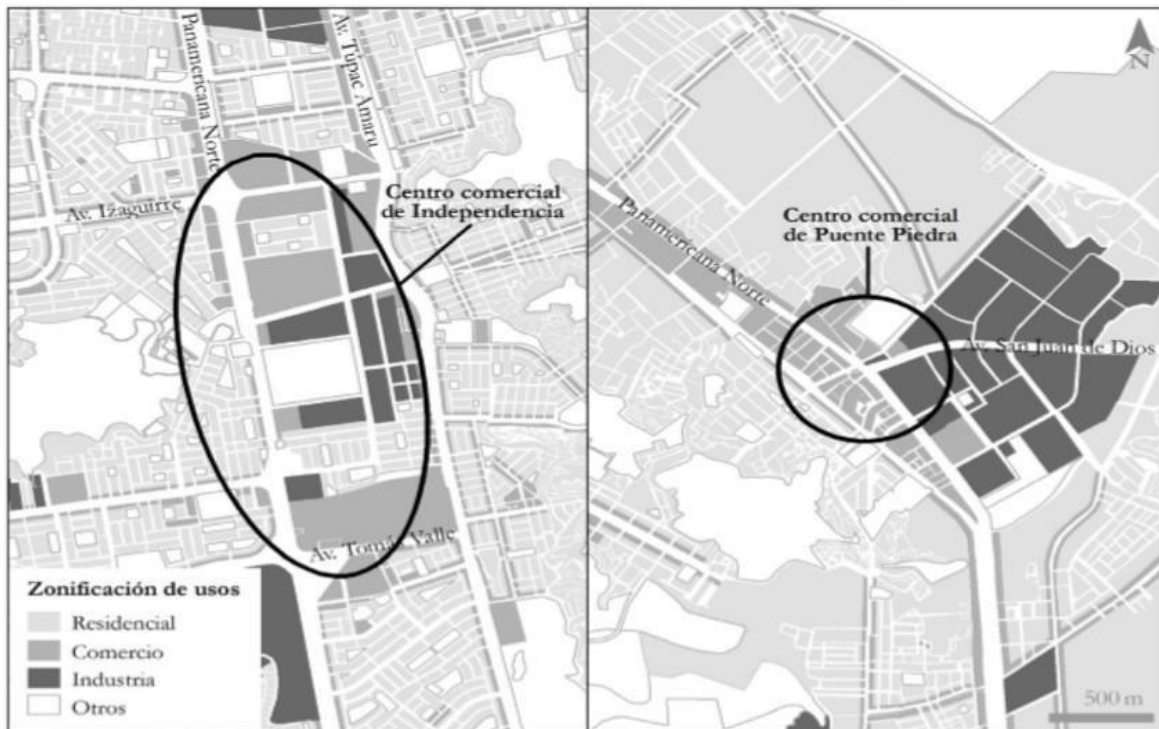 Panamericana Norte
Av. Túpac Amaru
Av. Izaguirre
Centro comercial
de Independencia
Av. Tomás Valle
Zonificación de usos
Residencial
Comercio
Industria
Otros
N
Panamericana Norte
Centro comercial
de Puente Piedra
Av. San Juan de Dios
500 m